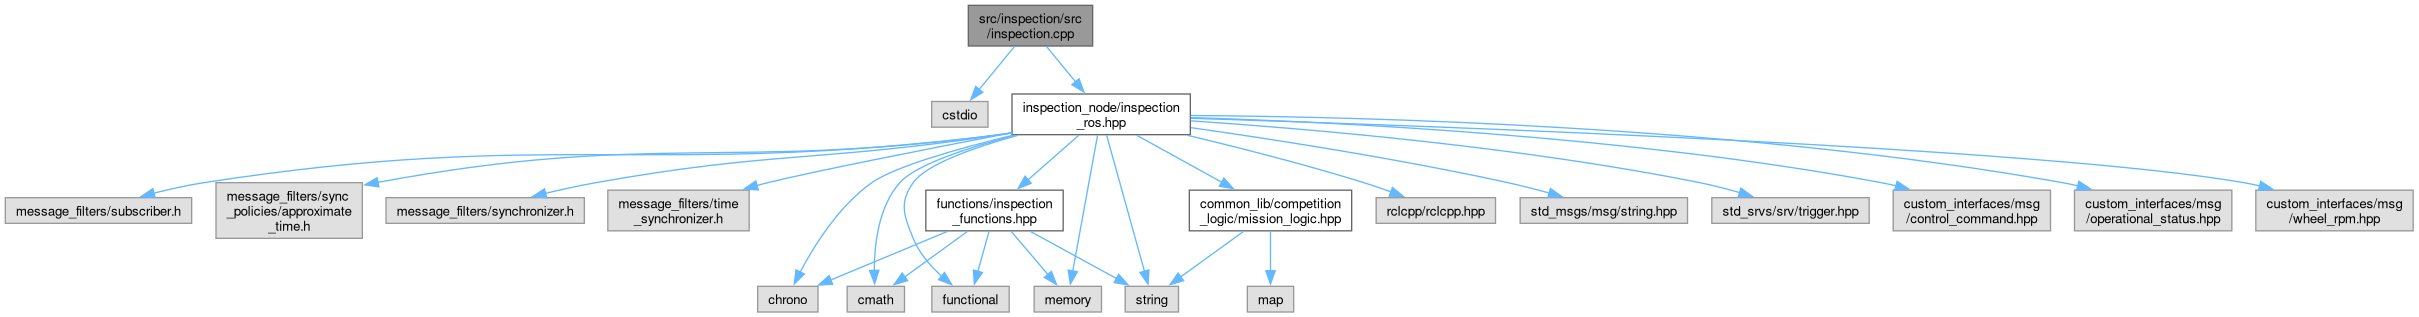 src/inspection/src
/inspection.cpp
cstdio
inspection_node/inspection
_ros.hpp
message_filters/subscriber.h
message_filters/sync
_policies/approximate
_time.h
message_filters/synchronizer.h
message_filters/time
_synchronizer.h
functions/inspection
_functions.hpp
common_lib/competition
_logic/mission_logic.hpp
rclcpp/rclcpp.hpp
std_msgs/msg/string.hpp
std_srvs/srv/trigger.hpp
custom_interfaces/msg
/control_command.hpp
custom_interfaces/msg
/operational_status.hpp
custom_interfaces/msg
/wheel_rpm.hpp
chrono
cmath
functional
memory
string
map